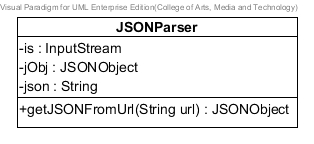 Visual Paradigm for UML Enterprise Edition(College of Arts, Media and Technology)
JSONParser
-is : InputStream
-jObj : JSONObject
-json : String
+getJSONFromUrl(String url) : JSONObject